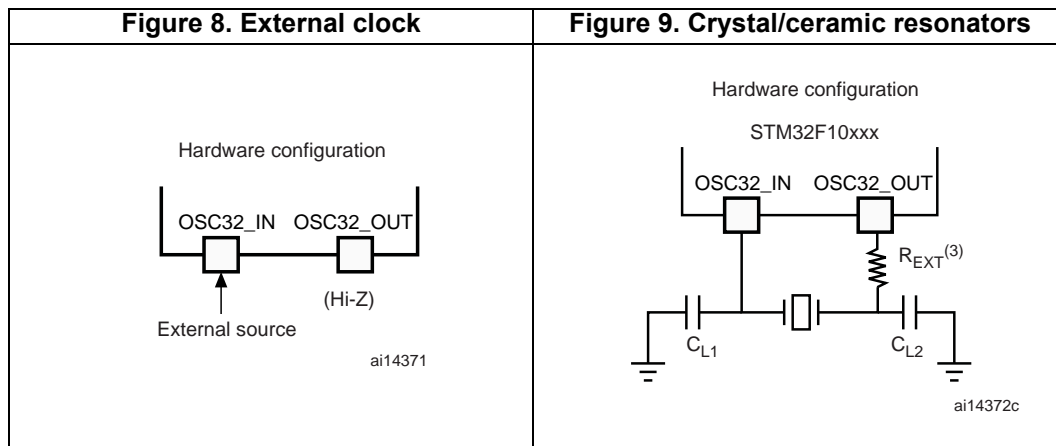 Figure 8. External clock
Hardware configuration
OSC32_IN OSC32_OUT
(Hi-Z)
External source
ai14371
Figure 9. Crystal/ceramic resonators
Hardware configuration
STM32F10xxx
OSC32_IN OSC32_OUT
REXT(3)
CL1 CL2
ai14372c